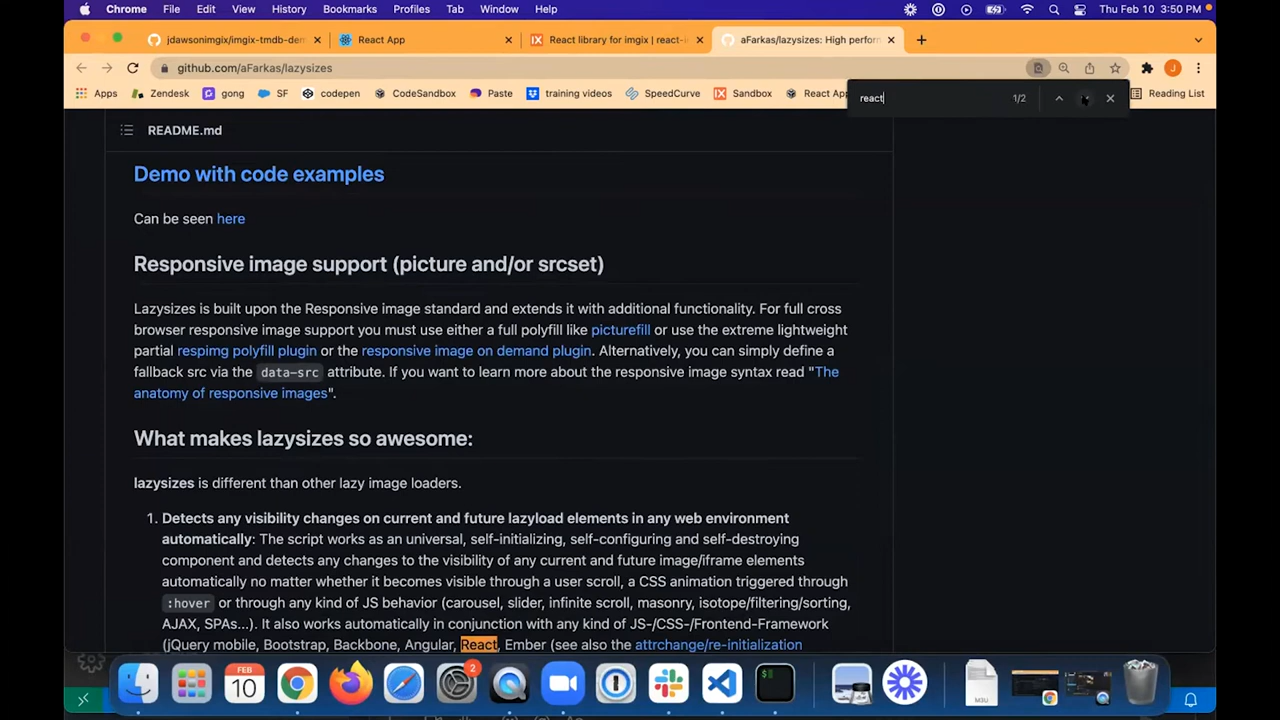 Chrome File Edit View History Bookmarks Profiles Tab Window Help Thu Feb 10 3:50 PM
jdawsonimgix/imgix-tmdb-dem React App React library for imgix | react-i aFarkas/lazysizes: High perform
github.com/aFarkas/lazysizes
Apps Zendesk gong SF codepen CodeSandbox Paste training videos SpeedCurve Sandbox React App Reading List
react 1/2
README.md
Demo with code examples
Can be seen here
Responsive image support (picture and/or srcset)
Lazysizes is built upon the Responsive image standard and extends it with additional functionality. For full cross
browser responsive image support you must use either a full polyfill like picturefill or use the extreme lightweight
partial respimg polyfill plugin or the responsive image on demand plugin. Alternatively, you can simply define a
fallback src via the data-src attribute. If you want to learn more about the responsive image syntax read "The
anatomy of responsive images".
What makes lazysizes so awesome:
lazysizes is different than other lazy image loaders.
1. Detects any visibility changes on current and future lazyload elements in any web environment
automatically: The script works as an universal, self-initializing, self-configuring and self-destroying
component and detects any changes to the visibility of any current and future image/iframe elements
automatically no matter whether it becomes visible through a user scroll, a CSS animation triggered through
:hover or through any kind of JS behavior (carousel, slider, infinite scroll, masonry, isotope/filtering/sorting,
AJAX, SPAs...). It also works automatically in conjunction with any kind of JS-/CSS-/Frontend-Framework
(jQuery mobile, Bootstrap, Backbone, Angular, React, Ember (see also the attrchange/re-initialization
FEB
10
2
M3U